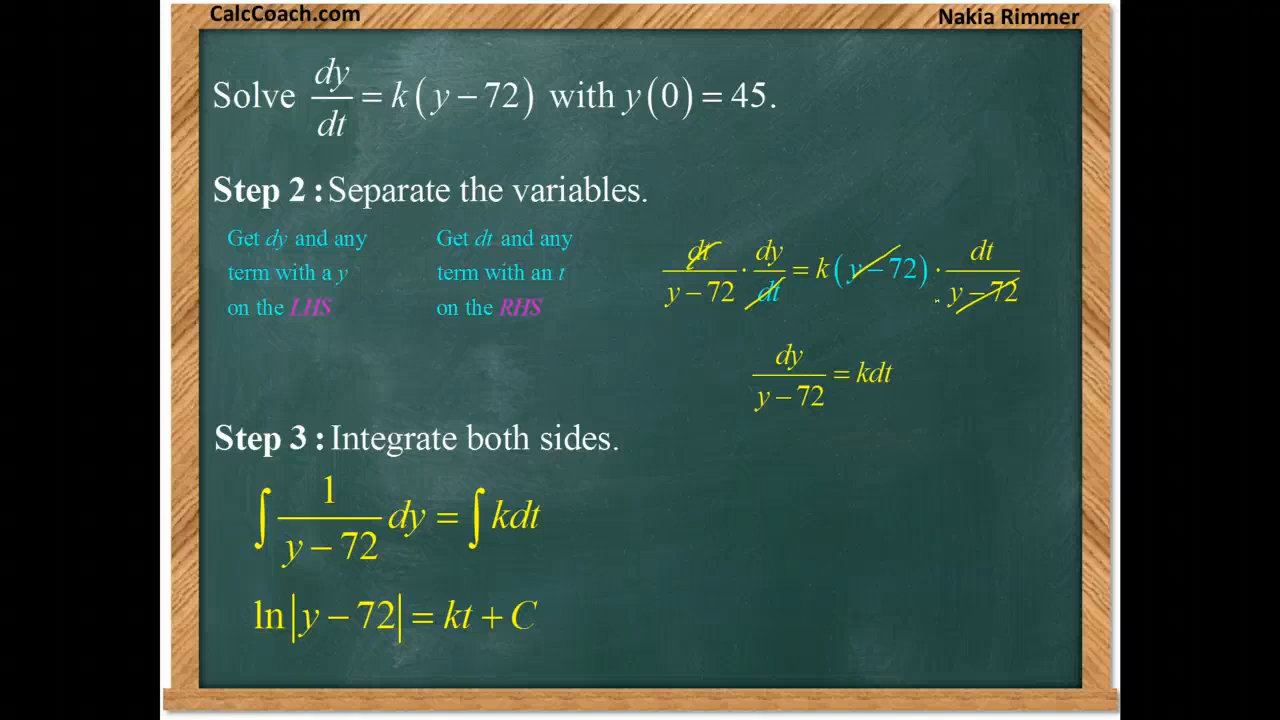 CalcCoach.com
Nakia Rimmer
Solve dy/dt = k(y − 72) with y(0) = 45.
Step 2: Separate the variables.
Get dy and any
term with a y
on the LHS
Get dt and any
term with an t
on the RHS
dt/(y − 72) · dy/dt = k(y − 72) · dt/(y − 72)
dy/(y − 72) = kdt
Step 3: Integrate both sides.
∫ 1/(y − 72) dy = ∫ kdt
ln|y − 72| = kt + C